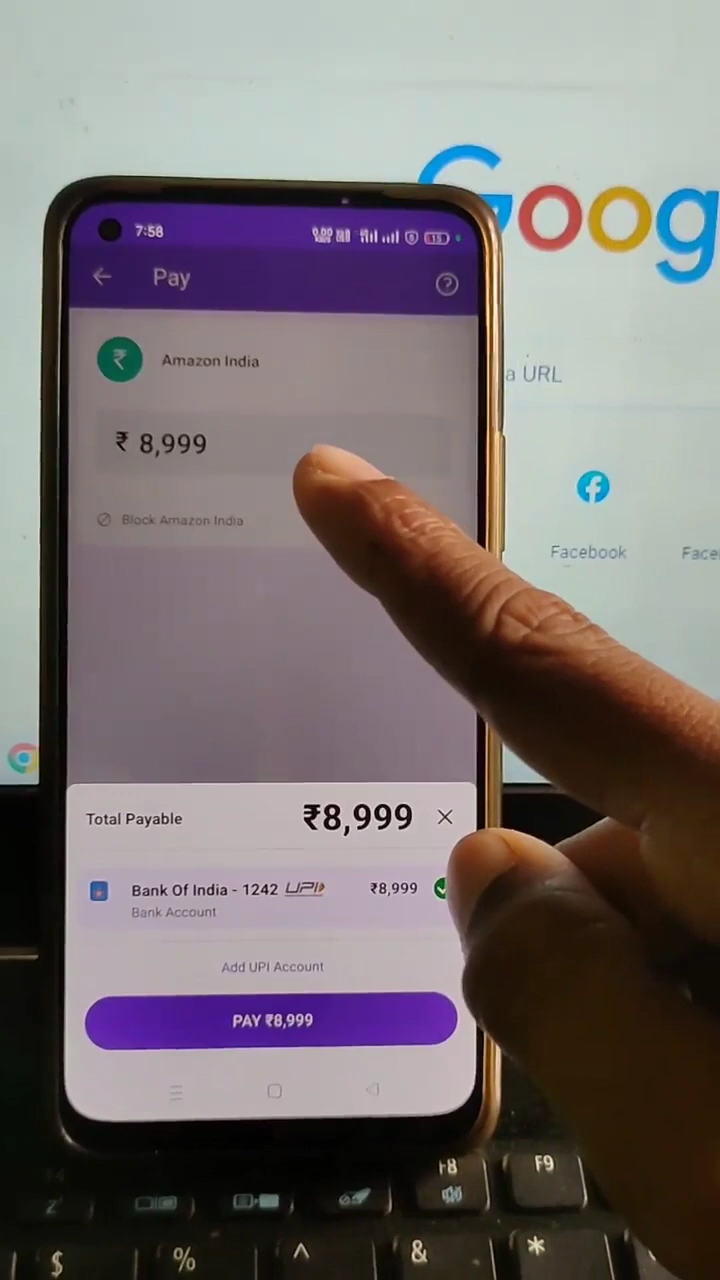 Goog
7:58
Pay
Amazon India
a URL
₹ 8,999
Block Amazon India
Facebook
Face
Total Payable
₹8,999
Bank Of India - 1242 UPI
₹8,999
Bank Account
Add UPI Account
PAY ₹8,999
F8
F9
$
%
^
&
*